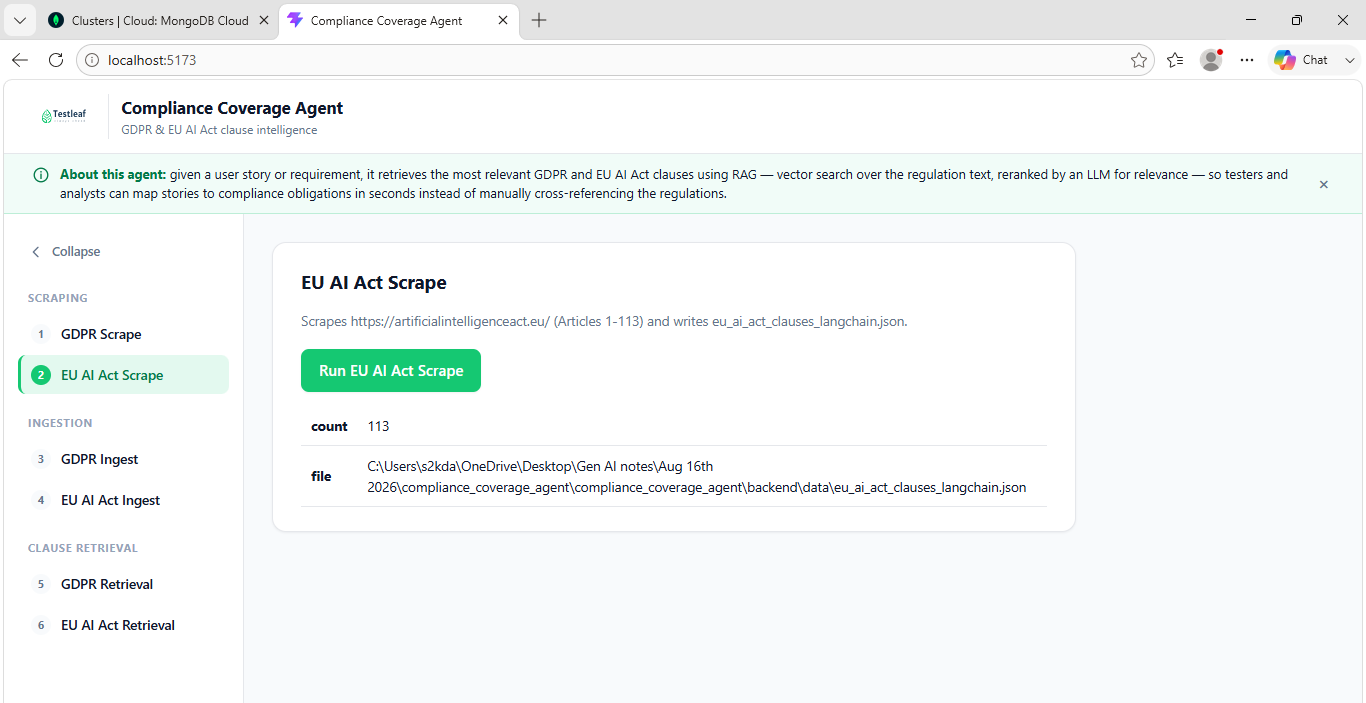 Clusters | Cloud: MongoDB Cloud
Compliance Coverage Agent
localhost:5173
Chat
Testleaf
Compliance Coverage Agent
GDPR & EU AI Act clause intelligence
About this agent: given a user story or requirement, it retrieves the most relevant GDPR and EU AI Act clauses using RAG — vector search over the regulation text, reranked by an LLM for relevance — so testers and
analysts can map stories to compliance obligations in seconds instead of manually cross-referencing the regulations.
Collapse
SCRAPING
1 GDPR Scrape
2 EU AI Act Scrape
INGESTION
3 GDPR Ingest
4 EU AI Act Ingest
CLAUSE RETRIEVAL
5 GDPR Retrieval
6 EU AI Act Retrieval
EU AI Act Scrape
Scrapes https://artificialintelligenceact.eu/ (Articles 1-113) and writes eu_ai_act_clauses_langchain.json.
Run EU AI Act Scrape
count 113
file
C:\Users\s2kda\OneDrive\Desktop\Gen AI notes\Aug 16th
2026\compliance_coverage_agent\compliance_coverage_agent\backend\data\eu_ai_act_clauses_langchain.json